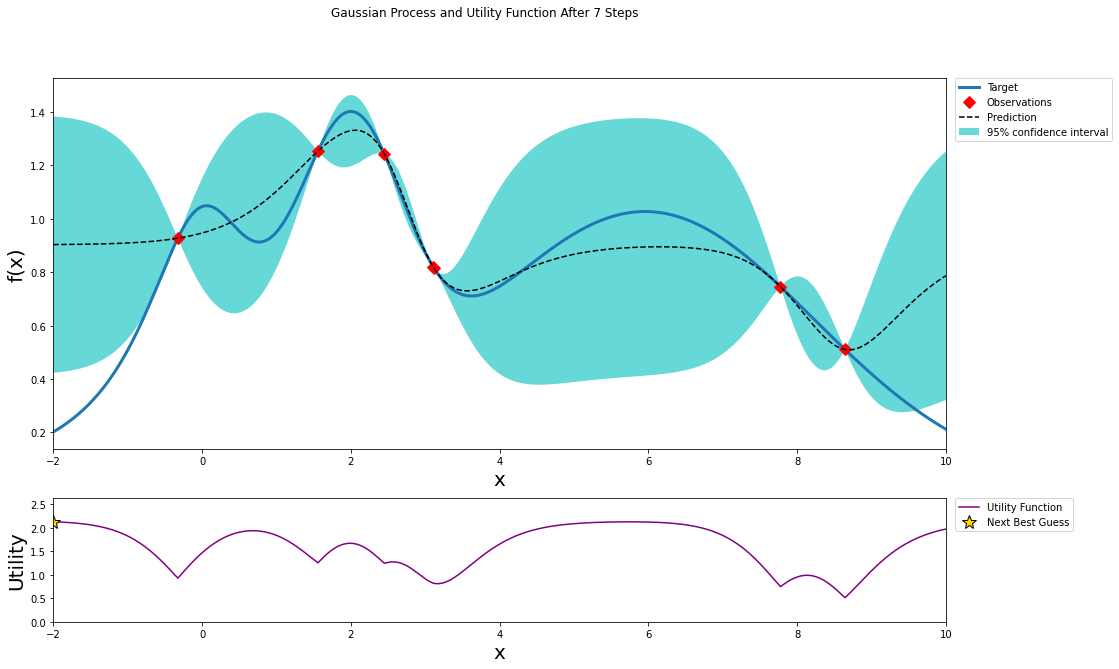 Gaussian Process and Utility Function After 7 Steps
f(x)
1.4
1.2
1.0
0.8
0.6
0.4
0.2
−2
0
2
4
6
8
10
x
Target
Observations
Prediction
95% confidence interval
Utility
2.5
2.0
1.5
1.0
0.5
0.0
−2
0
2
4
6
8
10
x
Utility Function
Next Best Guess